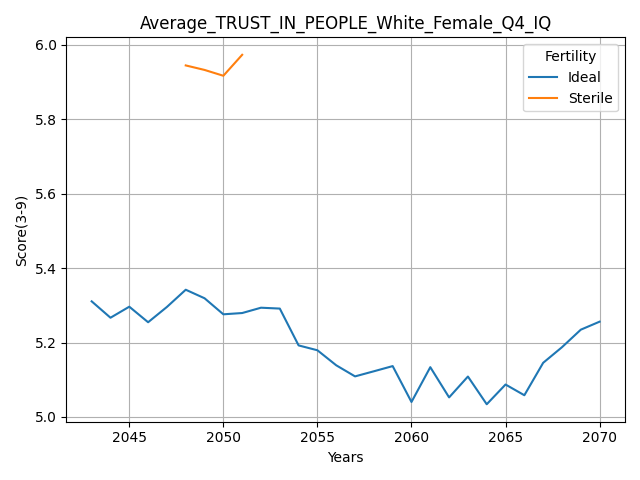 Average_TRUST_IN_PEOPLE_White_Female_Q4_IQ
Fertility
Ideal
Sterile
Score(3-9)
6.0
5.8
5.6
5.4
5.2
5.0
2045 2050 2055 2060 2065 2070
Years